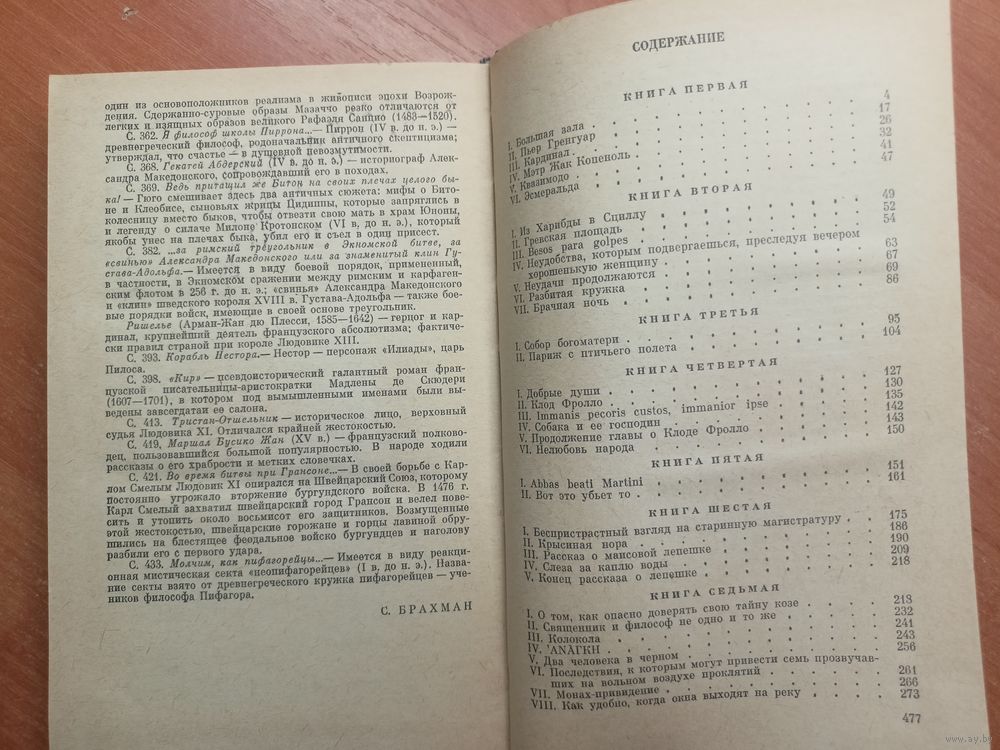 один из основоположников реализма в живописи эпохи Возрож-
дения. Сдержанно-суровые образы Мазаччо резко отличаются от
легких и изящных образов великого Рафаэля Санцио (1483—1520).
С. 362. Я философ школы Пиррона...— Пиррон (IV в. до н. э.) —
древнегреческий философ, родоначальник античного скептицизма;
утверждал, что счастье — в душевной невозмутимости.
С. 368. Гекатей Абдерский (IV в. до н. э.) — историограф Алек-
сандра Македонского, сопровождавший его в походах.
С. 369. Ведь притащил же Битон на своих плечах целого бы-
ка! — Гюго смешивает здесь два античных сюжета: мифы о Бито-
не и Клеобисе, сыновьях жрицы Цидиппы, которые запряглись в
колесницу вместо быков, чтобы отвезти свою мать в храм Юноны,
и легенду о силаче Милоне Кротонском (VI в. до н. э.), который
якобы унес на плечах быка, убил его и съел в один присест.
С. 382. ...за римский треугольник в Экномской битве, за
«свинью» Александра Македонского или за знаменитый клин Гу-
става-Адольфа.— Имеется в виду боевой порядок, примененный,
в частности, в Экномском сражении между римским и карфаген-
ским флотом в 256 г. до н. э.; «свинья» Александра Македонского
и «клин» шведского короля XVIII в. Густава-Адольфа — также бое-
вые порядки войск, имеющие в своей основе треугольник.
Ришелье (Арман-Жан дю Плесси, 1585—1642) — герцог и кар-
динал, крупнейший деятель французского абсолютизма; фактиче-
ски правил страной при короле Людовике XIII.
С. 393. Корабль Нестора.— Нестор — персонаж «Илиады», царь
Пилоса.
С. 398. «Кир» — псевдоисторический галантный роман фран-
цузской писательницы-аристократки Мадлены де Скюдери
(1607—1701), в котором под вымышленными именами были вы-
ведены завсегдатаи ее салона.
С. 413. Тристан-Отшельник — историческое лицо, верховный
судья Людовика XI. Отличался крайней жестокостью.
С. 419. Маршал Бусико Жан (XV в.) — французский полково-
дец, пользовавшийся большой популярностью. В народе ходили
рассказы о его храбрости и метких словечках.
С. 421. Во время битвы при Грансоне...— В своей борьбе с Кар-
лом Смелым Людовик XI опирался на Швейцарский Союз, которому
постоянно угрожало вторжение бургундского войска. В 1476 г.
Карл Смелый захватил швейцарский город Грансон и велел пове-
сить и утопить около восьмисот его защитников. Возмущенные
этой жестокостью, швейцарские горожане и горцы лавиной обру-
шились на блестящее феодальное войско бургундцев и наголову
разбили его с первого удара.
С. 433. Молчим, как пифагорейцы...— Имеется в виду реакци-
онная мистическая секта «неопифагорейцев» (I в. до н. э.). Назва-
ние секты взято от древнегреческого кружка пифагорейцев — уче-
ников философа Пифагора.
С. БРАХМАН
СОДЕРЖАНИЕ
КНИГА ПЕРВАЯ
I. Большая зала 4
II. Пьер Гренгуар 17
III. Кардинал 26
IV. Мэтр Жак Копеноль 32
V. Квазимодо 41
VI. Эсмеральда 47
КНИГА ВТОРАЯ
I. Из Харибды в Сциллу 49
II. Гревская площадь 52
III. Besos para golpes 54
IV. Неудобства, которым подвергаешься, преследуя вечером
хорошенькую женщину 63
V. Неудачи продолжаются 67
VI. Разбитая кружка 69
VII. Брачная ночь 86
КНИГА ТРЕТЬЯ
I. Собор богоматери 95
II. Париж с птичьего полета 104
КНИГА ЧЕТВЕРТАЯ
I. Добрые души 127
II. Клод Фролло 130
III. Immanis pecoris custos, immanior ipse 135
IV. Собака и ее господин 142
V. Продолжение главы о Клоде Фролло 143
VI. Нелюбовь народа 150
КНИГА ПЯТАЯ
I. Abbas beati Martini 151
II. Вот это убьет то 161
КНИГА ШЕСТАЯ
I. Беспристрастный взгляд на старинную магистратуру 175
II. Крысиная нора 186
III. Рассказ о маисовой лепешке 190
IV. Слеза за каплю воды 209
V. Конец рассказа о лепешке 218
КНИГА СЕДЬМАЯ
I. О том, как опасно доверять свою тайну козе 218
II. Священник и философ не одно и то же 232
III. Колокола 241
IV. 'ΑΝΆΓΚΗ 243
V. Два человека в черном 256
VI. Последствия, к которым могут привести семь прозвучав-
ших на вольном воздухе проклятий 261
VII. Монах-привидение 266
VIII. Как удобно, когда окна выходят на реку 273
477
www.ay.by